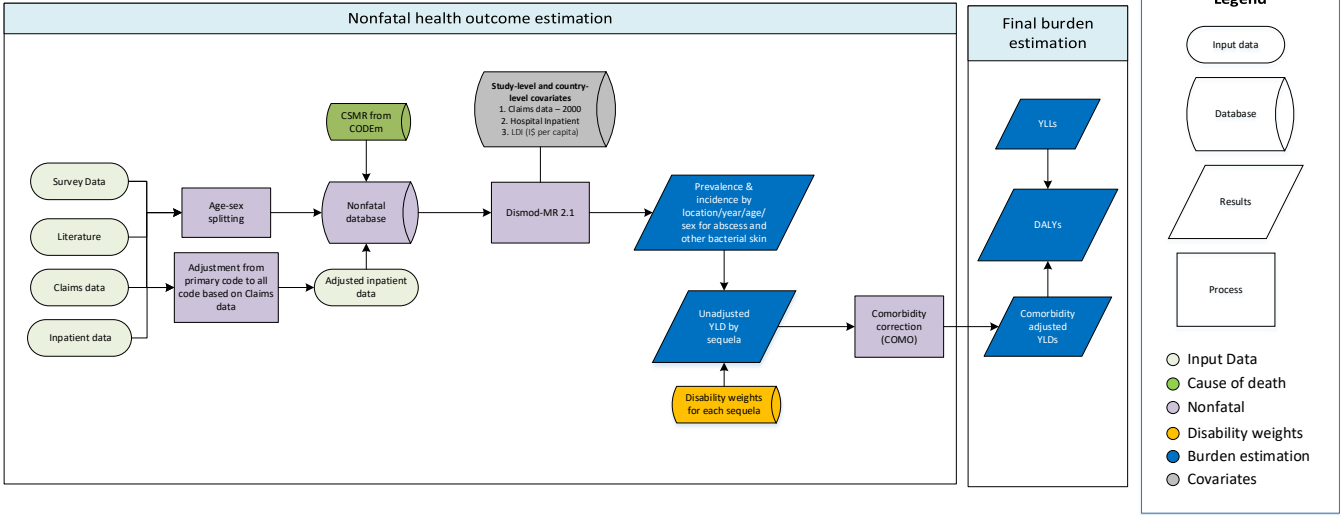 Nonfatal health outcome estimation
Final burden
estimation
Legend
Input data
Database
Results
Process
Input Data
Cause of death
Nonfatal
Disability weights
Burden estimation
Covariates
Survey Data
Literature
Claims data
Inpatient data
Age-sex
splitting
Adjustment from
primary code to all
code based on Claims
data
CSMR from
CODEm
Nonfatal
database
Adjusted inpatient
data
Study-level and country-
level covariates
1. Claims data – 2000
2. Hospital Inpatient
3. LDI (I$ per capita)
Dismod-MR 2.1
Prevalence &
incidence by
location/year/age/
sex for abscess and
other bacterial skin
Unadjusted
YLD by
sequela
Disability weights
for each sequela
Comorbidity
correction
(COMO)
YLLs
DALYs
Comorbidity
adjusted
YLDs